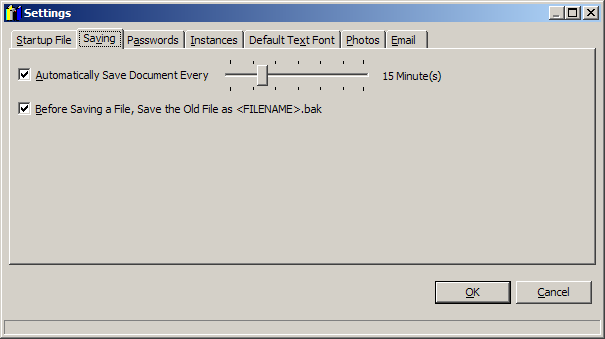 Settings
Startup File Saving Passwords Instances Default Text Font Photos Email
Automatically Save Document Every 15 Minute(s)
Before Saving a File, Save the Old File as <FILENAME>.bak
OK Cancel